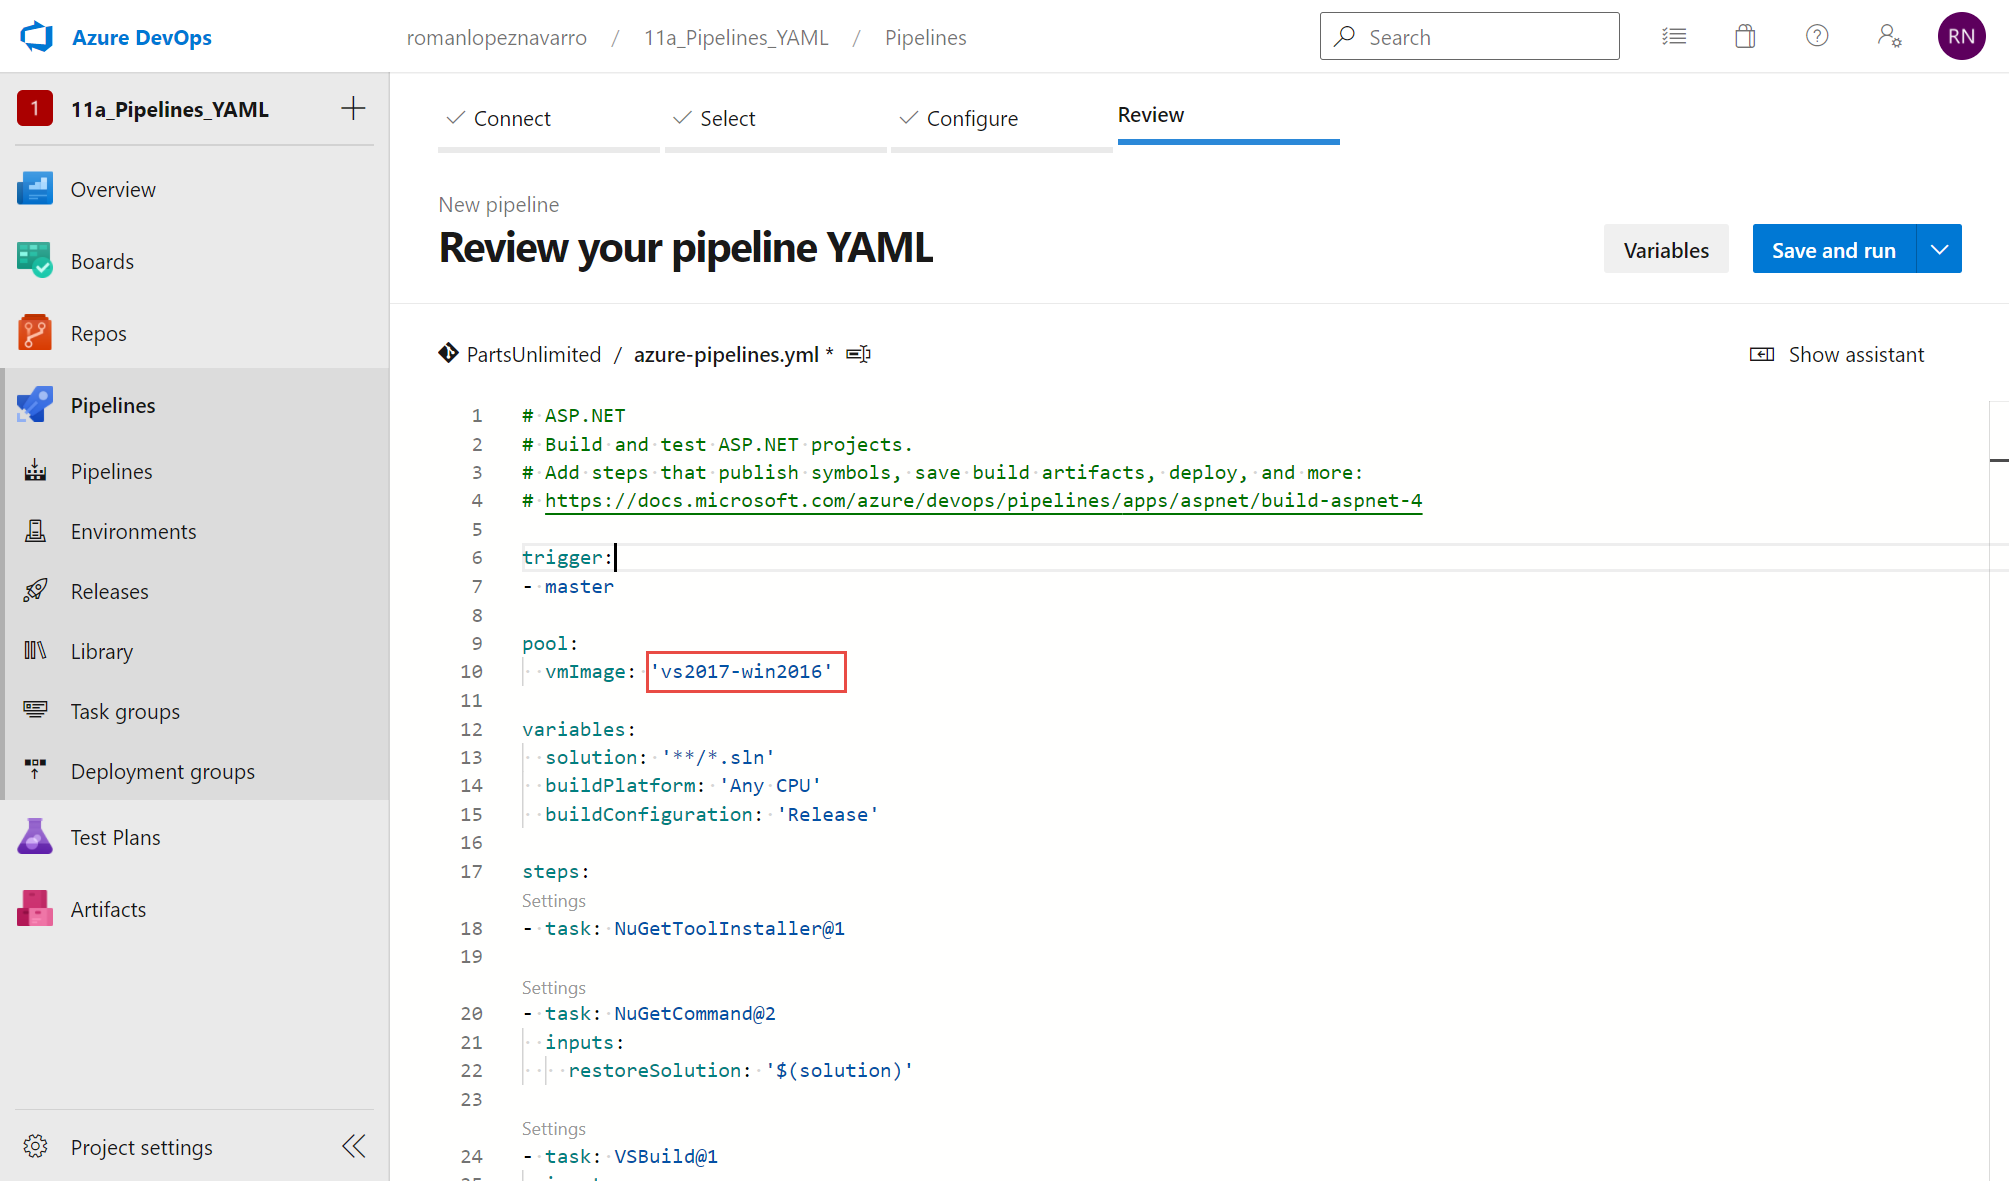 Azure DevOps
romanlopeznavarro / 11a_Pipelines_YAML / Pipelines
Search
RN
1 11a_Pipelines_YAML
Overview
Boards
Repos
Pipelines
Pipelines
Environments
Releases
Library
Task groups
Deployment groups
Test Plans
Artifacts
Project settings
Connect
Select
Configure
Review
New pipeline
Review your pipeline YAML
Variables
Save and run
PartsUnlimited / azure-pipelines.yml *
Show assistant
1 # ASP.NET
2 # Build and test ASP.NET projects.
3 # Add steps that publish symbols, save build artifacts, deploy, and more:
4 # https://docs.microsoft.com/azure/devops/pipelines/apps/aspnet/build-aspnet-4
5
6 trigger:
7 - master
8
9 pool:
10 vmImage: 'vs2017-win2016'
11
12 variables:
13 solution: '**/*.sln'
14 buildPlatform: 'Any CPU'
15 buildConfiguration: 'Release'
16
17 steps:
Settings
18 - task: NuGetToolInstaller@1
19
Settings
20 - task: NuGetCommand@2
21 inputs:
22 restoreSolution: '$(solution)'
23
Settings
24 - task: VSBuild@1